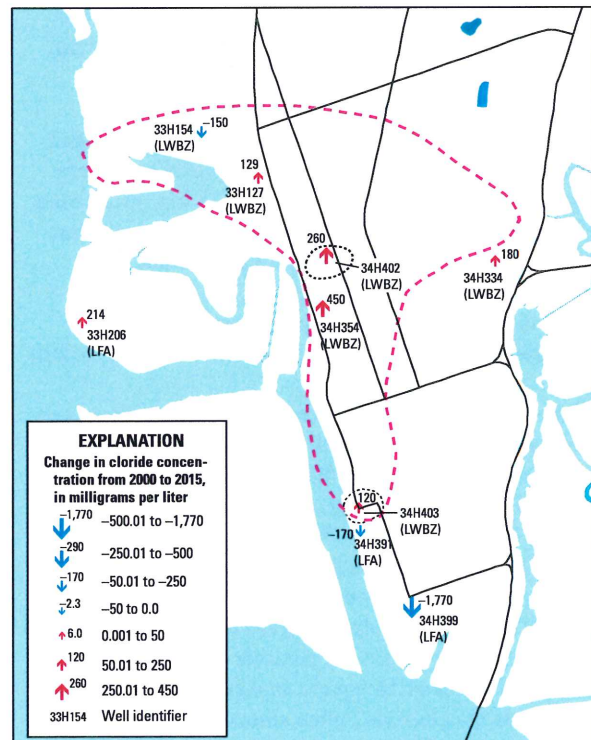 −150
33H154
(LWBZ)
129
33H127
(LWBZ)
260
34H402
(LWBZ)
180
34H334
(LWBZ)
450
34H354
(LWBZ)
214
33H206
(LFA)
120
34H403
(LWBZ)
−170
34H391
(LFA)
−1,770
34H399
(LFA)
EXPLANATION
Change in cloride concen-
tration from 2000 to 2015,
in milligrams per liter
−1,770 −500.01 to −1,770
−290 −250.01 to −500
−170 −50.01 to −250
−2.3 −50 to 0.0
6.0 0.001 to 50
120 50.01 to 250
260 250.01 to 450
33H154 Well identifier